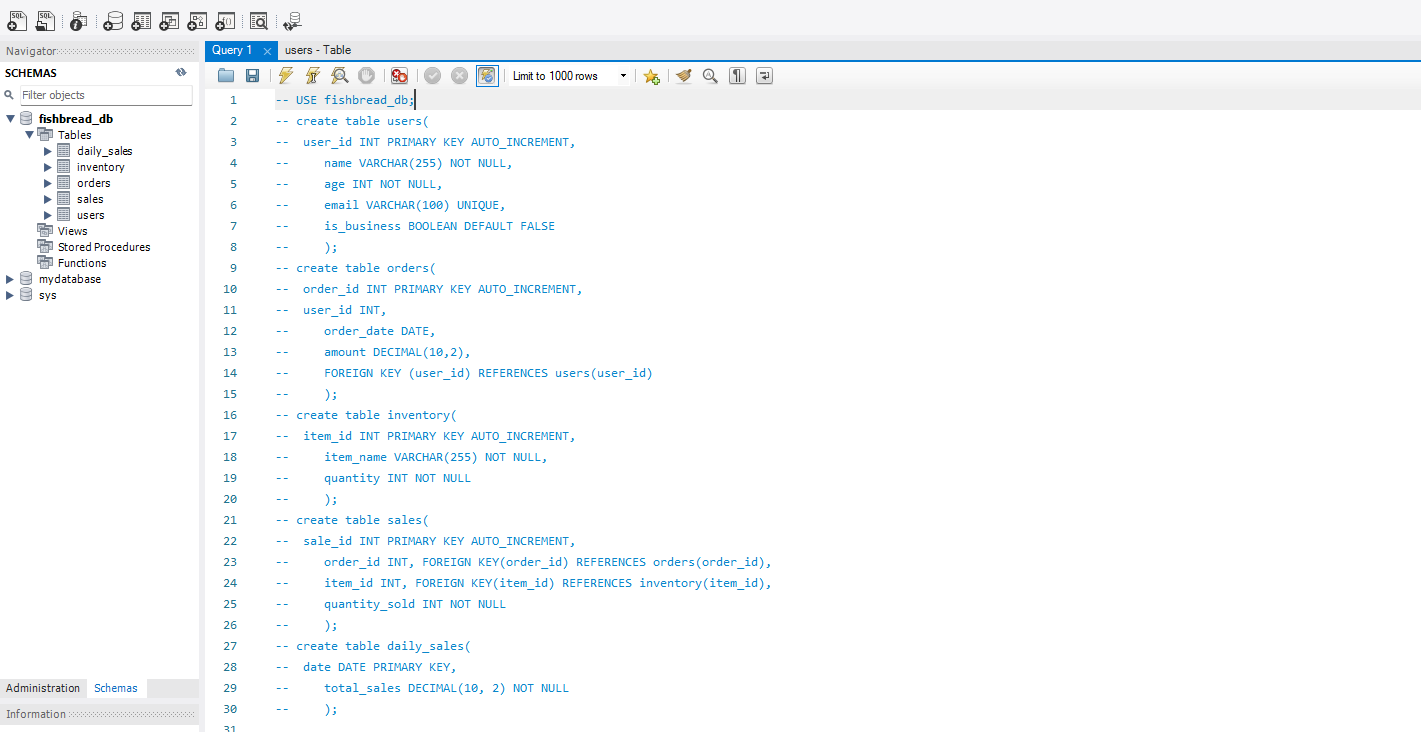 Navigator
SCHEMAS
Filter objects
fishbread_db
Tables
daily_sales
inventory
orders
sales
users
Views
Stored Procedures
Functions
mydatabase
sys
Administration Schemas
Information
Query 1 users - Table
Limit to 1000 rows
1 -- USE fishbread_db;
2 -- create table users(
3 --  user_id INT PRIMARY KEY AUTO_INCREMENT,
4 --     name VARCHAR(255) NOT NULL,
5 --     age INT NOT NULL,
6 --     email VARCHAR(100) UNIQUE,
7 --     is_business BOOLEAN DEFAULT FALSE
8 --     );
9 -- create table orders(
10 --  order_id INT PRIMARY KEY AUTO_INCREMENT,
11 --  user_id INT,
12 --     order_date DATE,
13 --     amount DECIMAL(10,2),
14 --     FOREIGN KEY (user_id) REFERENCES users(user_id)
15 --     );
16 -- create table inventory(
17 --  item_id INT PRIMARY KEY AUTO_INCREMENT,
18 --     item_name VARCHAR(255) NOT NULL,
19 --     quantity INT NOT NULL
20 --     );
21 -- create table sales(
22 --  sale_id INT PRIMARY KEY AUTO_INCREMENT,
23 --     order_id INT, FOREIGN KEY(order_id) REFERENCES orders(order_id),
24 --     item_id INT, FOREIGN KEY(item_id) REFERENCES inventory(item_id),
25 --     quantity_sold INT NOT NULL
26 --     );
27 -- create table daily_sales(
28 --  date DATE PRIMARY KEY,
29 --     total_sales DECIMAL(10, 2) NOT NULL
30 --     );
31